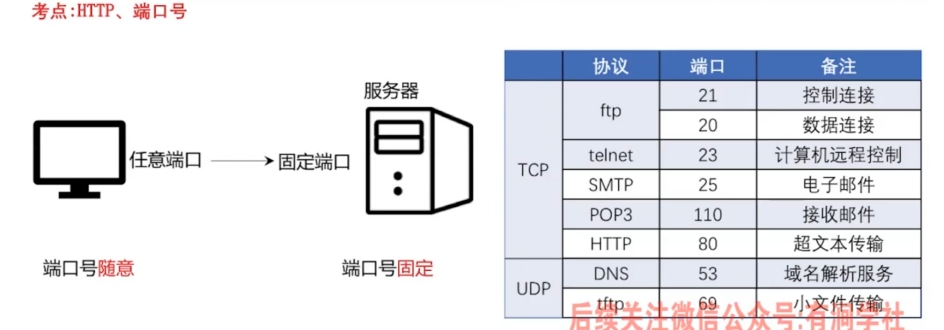 考点:HTTP、端口号
服务器
任意端口
固定端口
端口号随意
端口号固定
协议 端口 备注
TCP
ftp 21 控制连接
20 数据连接
telnet 23 计算机远程控制
SMTP 25 电子邮件
POP3 110 接收邮件
HTTP 80 超文本传输
UDP
DNS 53 域名解析服务
tftp 69 小文件传输
后续关注微信公众号:有涧学社